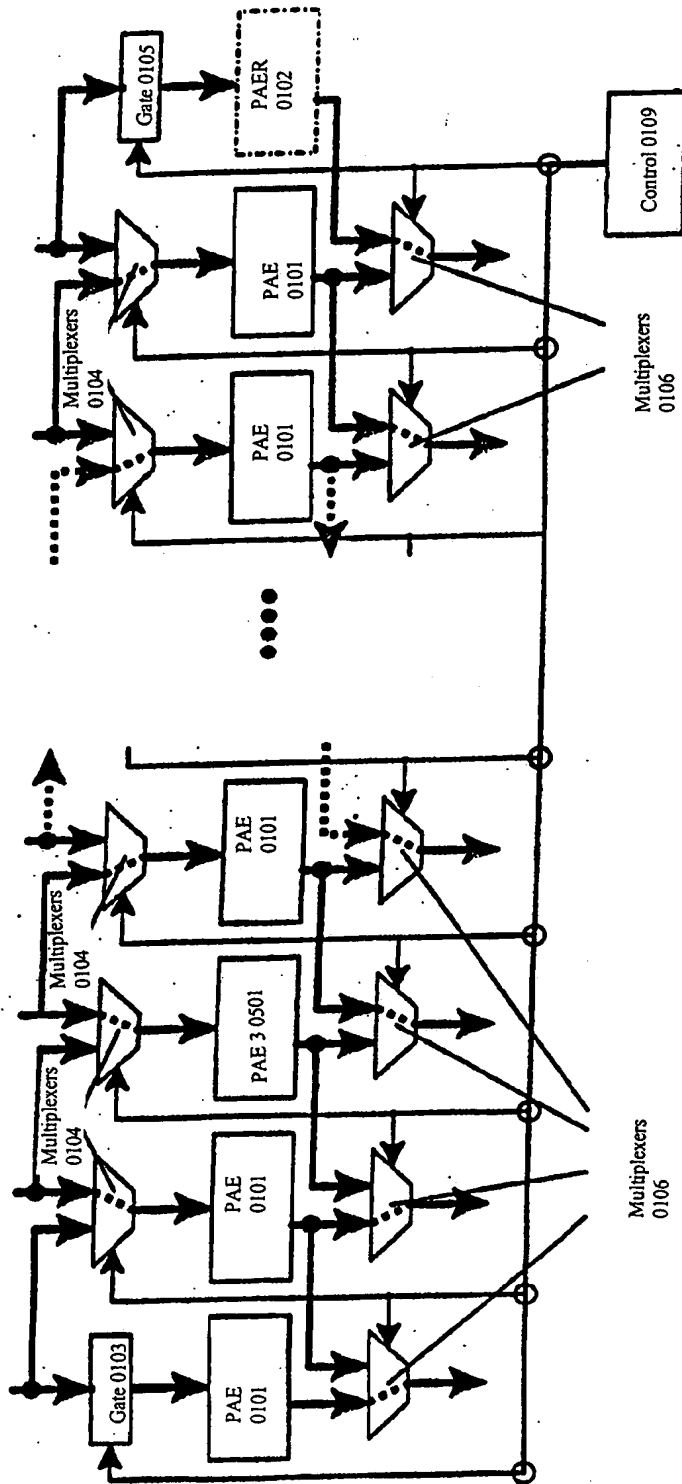 Gate 0105
PAER
0102
Multiplexers
0104
PAE
0101
PAE
0101
Control 0109
Multiplexers
0106
Multiplexers
0104
Multiplexers
0104
Gate 0103
PAE
0101
PAE
0101
PAE 3 0501
PAE
0101
Multiplexers
0106